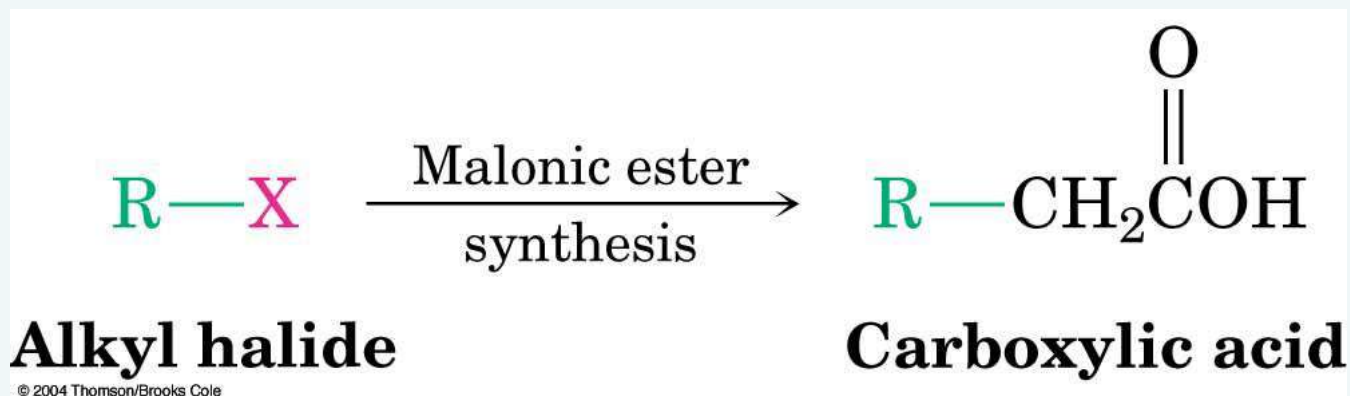 O
R—X
Malonic ester
synthesis
R—CH₂COH
Alkyl halide
Carboxylic acid
© 2004 Thomson/Brooks Cole